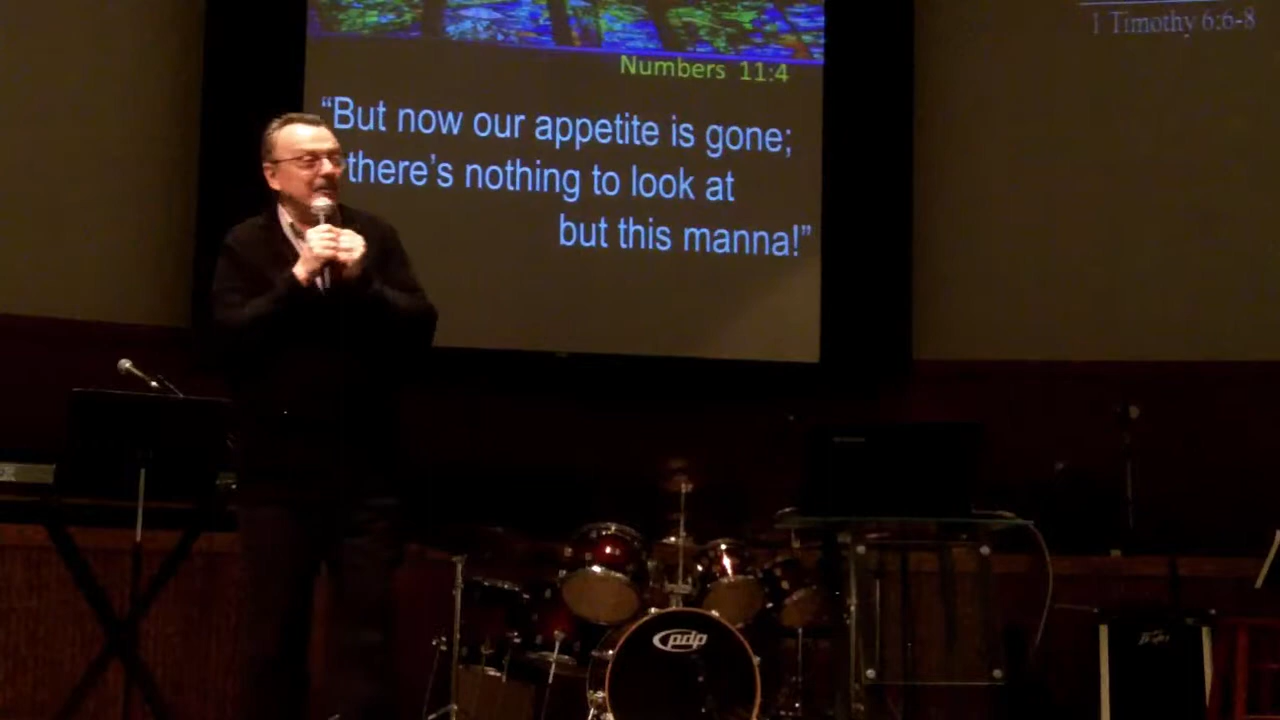 1 Timothy 6:6-8
Numbers 11:4
“But now our appetite is gone;
there’s nothing to look at
but this manna!”
pdp
Peavey